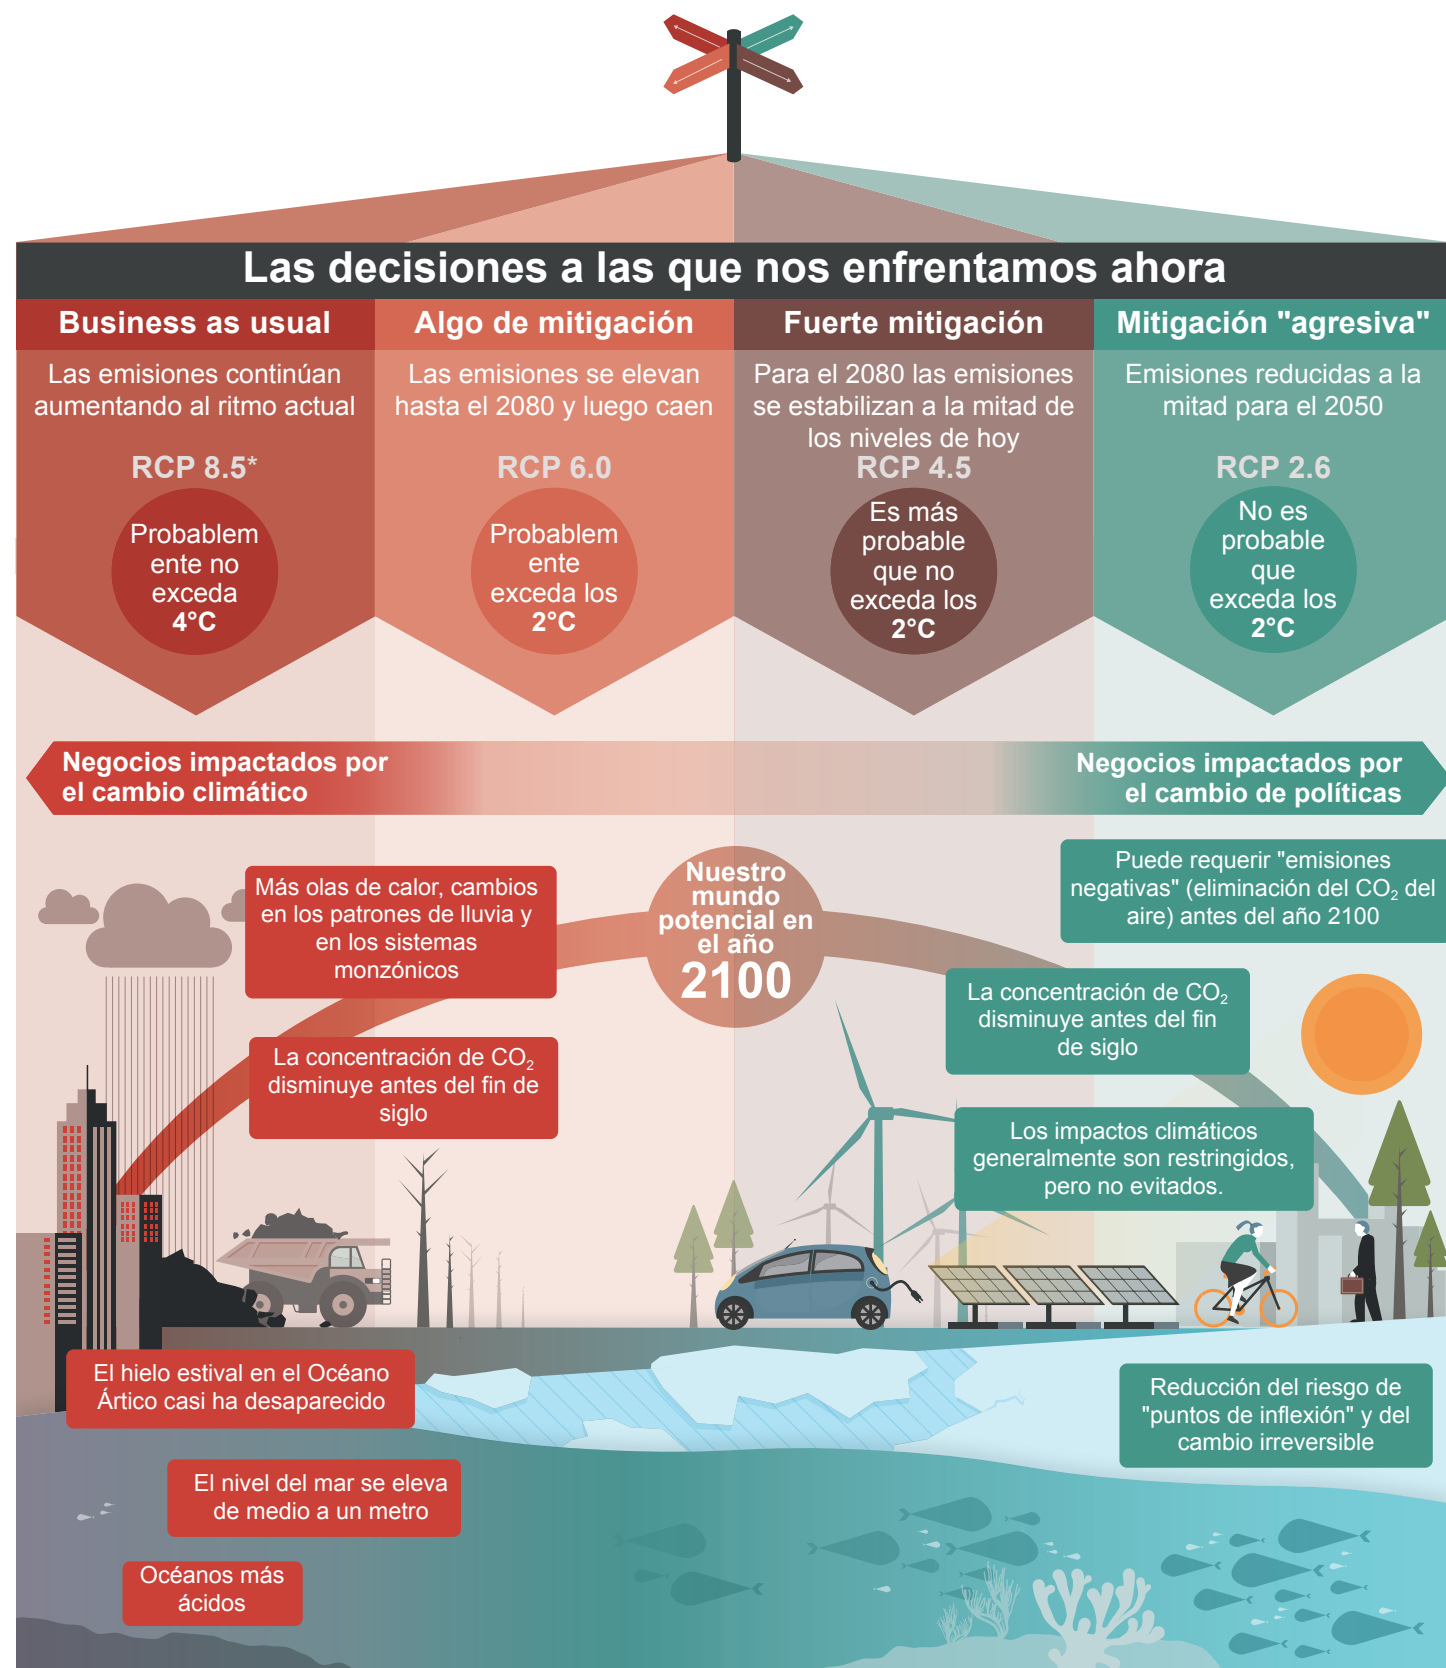 Las decisiones a las que nos enfrentamos ahora
Business as usual
Las emisiones continúan
aumentando al ritmo actual
RCP 8.5*
Probablem
ente no
exceda
4°C
Algo de mitigación
Las emisiones se elevan
hasta el 2080 y luego caen
RCP 6.0
Probablem
ente
exceda los
2°C
Fuerte mitigación
Para el 2080 las emisiones
se estabilizan a la mitad de
los niveles de hoy
RCP 4.5
Es más
probable
que no
exceda los
2°C
Mitigación "agresiva"
Emisiones reducidas a la
mitad para el 2050
RCP 2.6
No es
probable
que
exceda los
2°C
Negocios impactados por
el cambio climático
Negocios impactados por
el cambio de políticas
Nuestro
mundo
potencial en
el año
2100
Más olas de calor, cambios
en los patrones de lluvia y
en los sistemas
monzónicos
La concentración de CO₂
disminuye antes del fin de
siglo
Puede requerir "emisiones
negativas" (eliminación del CO₂ del
aire) antes del año 2100
La concentración de CO₂
disminuye antes del fin
de siglo
Los impactos climáticos
generalmente son restringidos,
pero no evitados.
El hielo estival en el Océano
Ártico casi ha desaparecido
El nivel del mar se eleva
de medio a un metro
Océanos más
ácidos
Reducción del riesgo de
"puntos de inflexión" y del
cambio irreversible